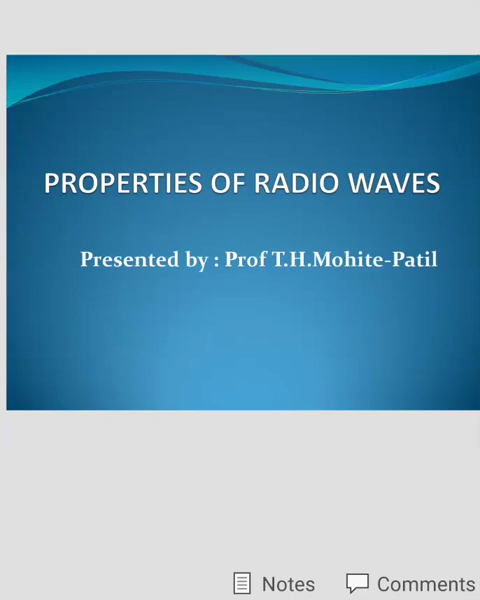 PROPERTIES OF RADIO WAVES
Presented by : Prof T.H.Mohite-Patil
Notes Comments